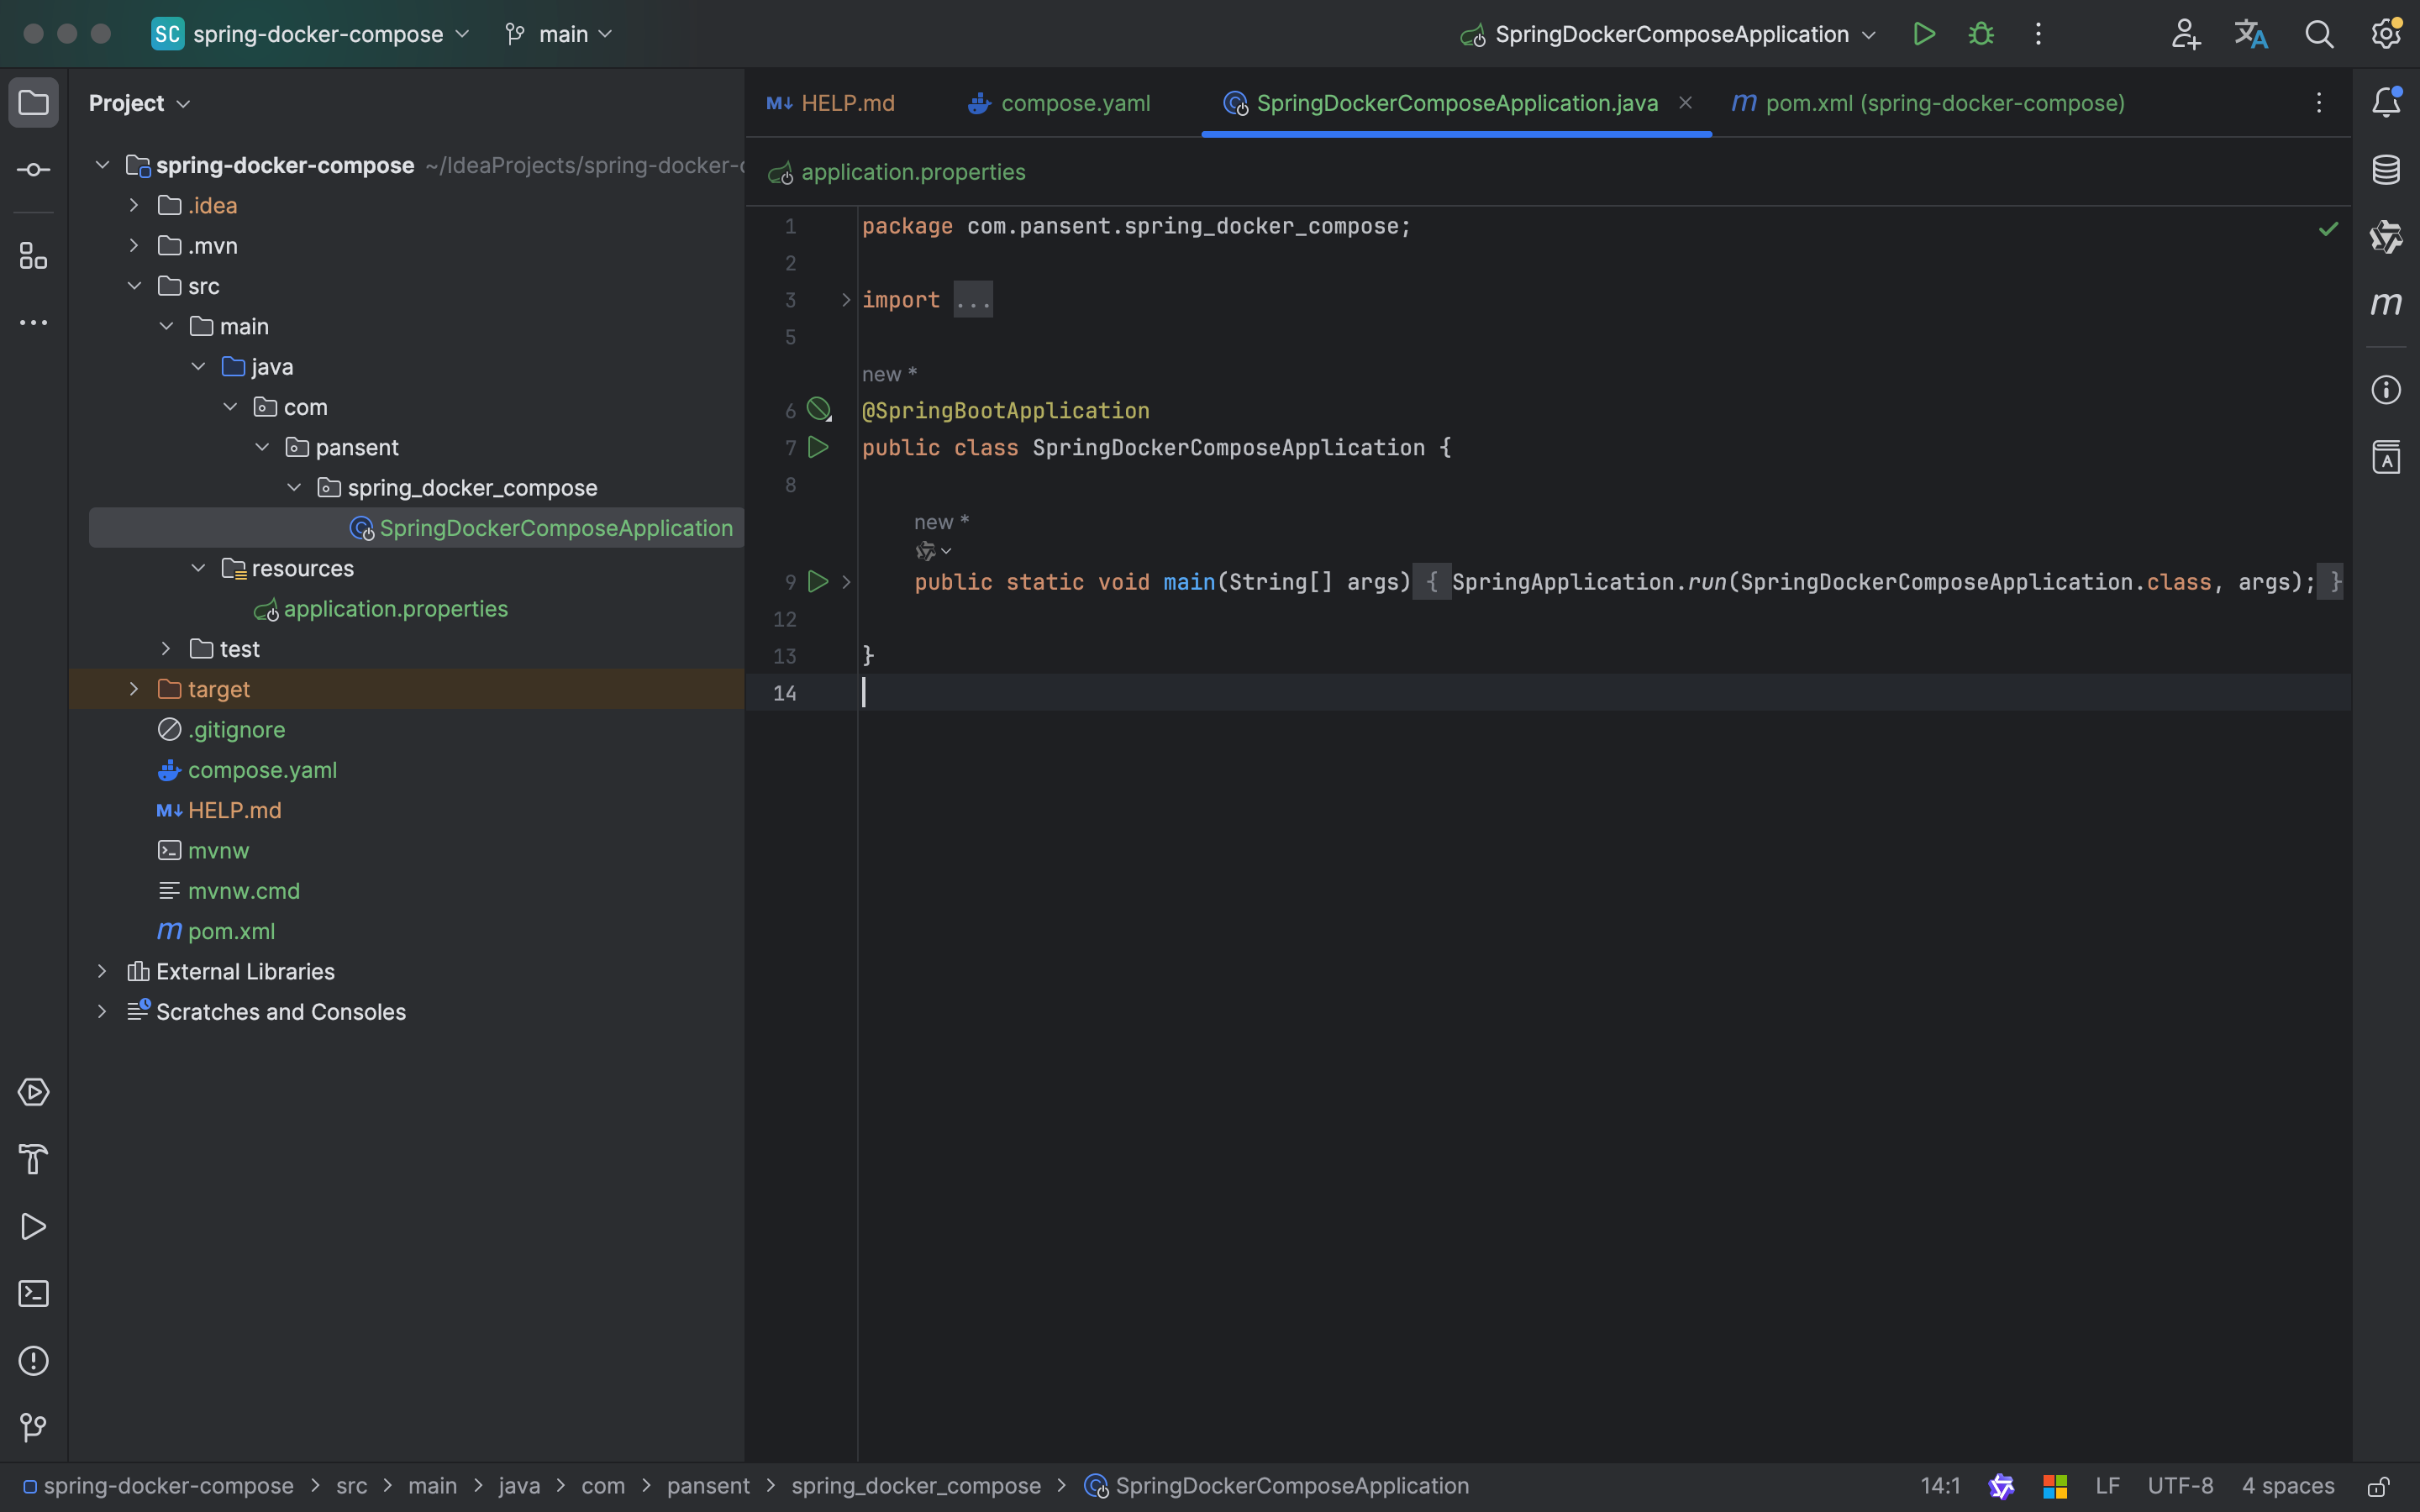 SC spring-docker-compose main SpringDockerComposeApplication
Project
spring-docker-compose ~/IdeaProjects/spring-docker-c
.idea
.mvn
src
main
java
com
pansent
spring_docker_compose
SpringDockerComposeApplication
resources
application.properties
test
target
.gitignore
compose.yaml
M↓ HELP.md
mvnw
mvnw.cmd
m pom.xml
External Libraries
Scratches and Consoles
M↓ HELP.md compose.yaml SpringDockerComposeApplication.java m pom.xml (spring-docker-compose)
application.properties
1 package com.pansent.spring_docker_compose;
2
3 import ...
5
new *
6 @SpringBootApplication
7 public class SpringDockerComposeApplication {
8
new *
9 public static void main(String[] args) { SpringApplication.run(SpringDockerComposeApplication.class, args); }
12
13 }
14
m
spring-docker-compose > src > main > java > com > pansent > spring_docker_compose > SpringDockerComposeApplication 14:1 LF UTF-8 4 spaces